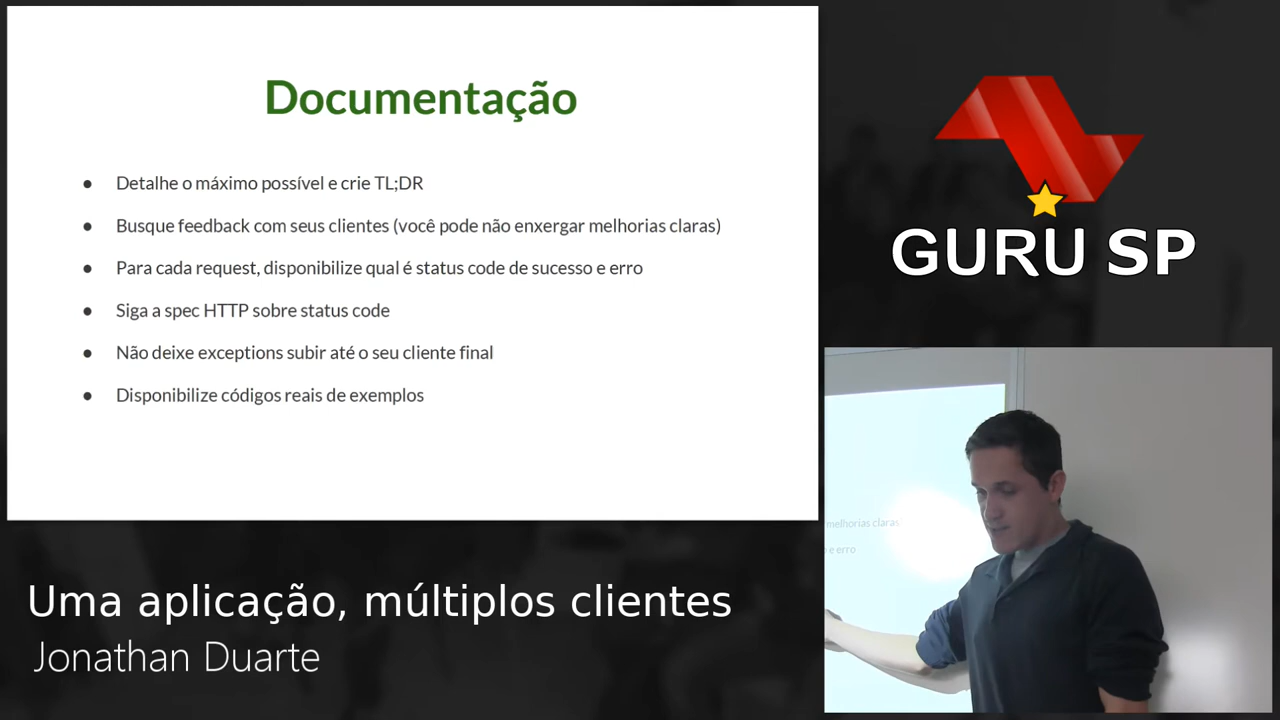 Documentação
● Detalhe o máximo possível e crie TL;DR
● Busque feedback com seus clientes (você pode não enxergar melhorias claras)
● Para cada request, disponibilize qual é status code de sucesso e erro
● Siga a spec HTTP sobre status code
● Não deixe exceptions subir até o seu cliente final
● Disponibilize códigos reais de exemplos
GURU SP
melhorias claras
e erro
Uma aplicação, múltiplos clientes
Jonathan Duarte